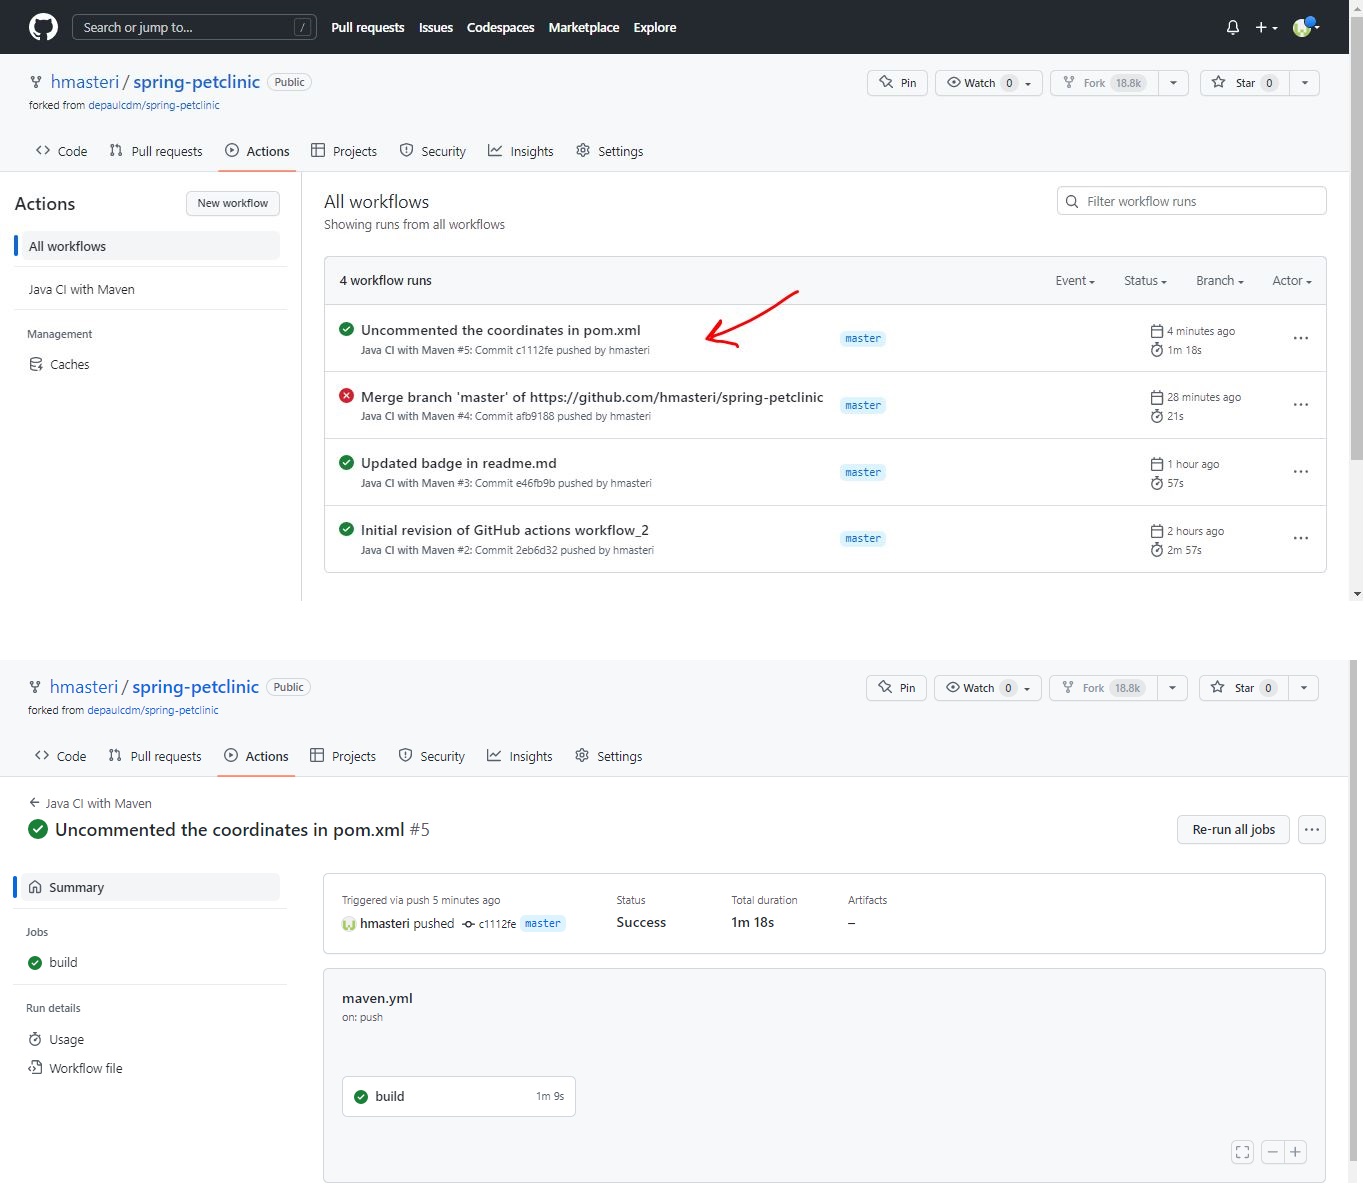 Search or jump to... / Pull requests Issues Codespaces Marketplace Explore
hmasteri / spring-petclinic Public Pin Watch 0 Fork 18.8k Star 0
forked from depaulcdm/spring-petclinic
Code Pull requests Actions Projects Security Insights Settings
Actions New workflow
All workflows
Java CI with Maven
Management
Caches
All workflows
Showing runs from all workflows
Filter workflow runs
4 workflow runs Event Status Branch Actor
Uncommented the coordinates in pom.xml
Java CI with Maven #5: Commit c1112fe pushed by hmasteri
master
4 minutes ago
1m 18s
Merge branch 'master' of https://github.com/hmasteri/spring-petclinic
Java CI with Maven #4: Commit afb9188 pushed by hmasteri
master
28 minutes ago
21s
Updated badge in readme.md
Java CI with Maven #3: Commit e46fb9b pushed by hmasteri
master
1 hour ago
57s
Initial revision of GitHub actions workflow_2
Java CI with Maven #2: Commit 2eb6d32 pushed by hmasteri
master
2 hours ago
2m 57s
hmasteri / spring-petclinic Public Pin Watch 0 Fork 18.8k Star 0
forked from depaulcdm/spring-petclinic
Code Pull requests Actions Projects Security Insights Settings
Java CI with Maven
Uncommented the coordinates in pom.xml #5 Re-run all jobs
Summary
Jobs
build
Run details
Usage
Workflow file
Triggered via push 5 minutes ago Status Total duration Artifacts
hmasteri pushed c1112fe master Success 1m 18s –
maven.yml
on: push
build 1m 9s